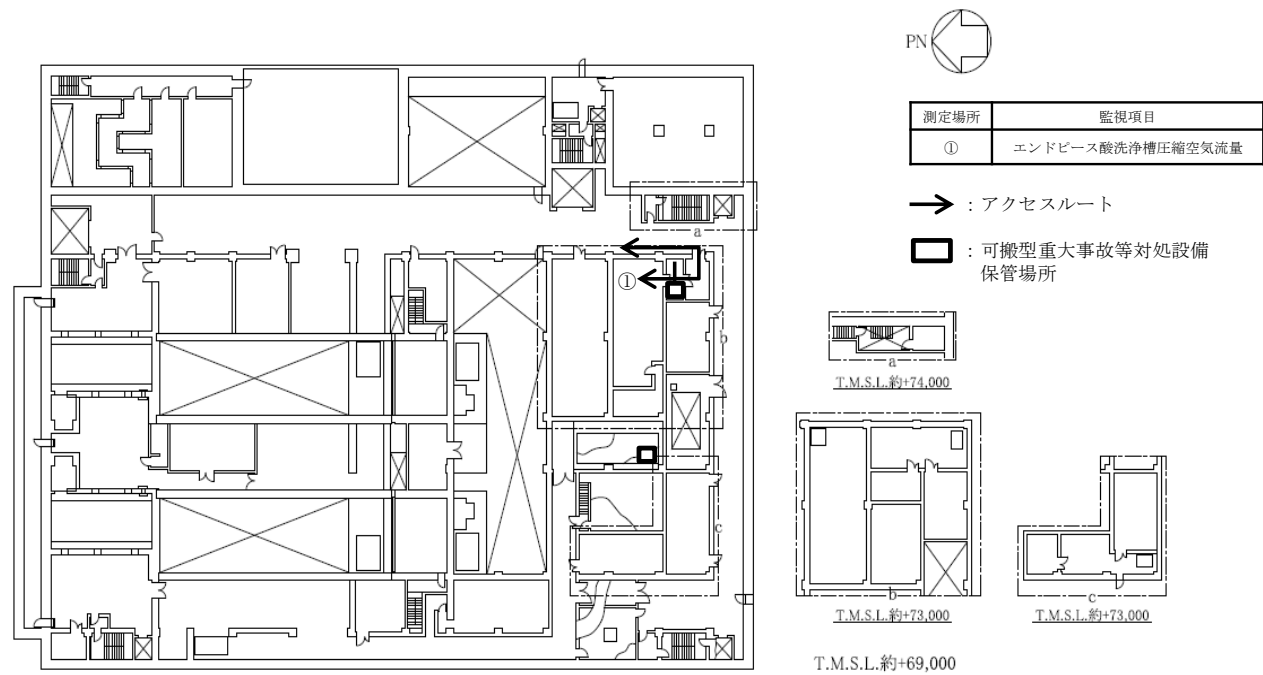 PN
測定場所 監視項目
① エンドピース酸洗浄槽圧縮空気流量
：アクセスルート
：可搬型重大事故等対処設備
保管場所
a
①
b
c
a
T.M.S.L.約+74,000
b
T.M.S.L.約+73,000
c
T.M.S.L.約+73,000
T.M.S.L.約+69,000